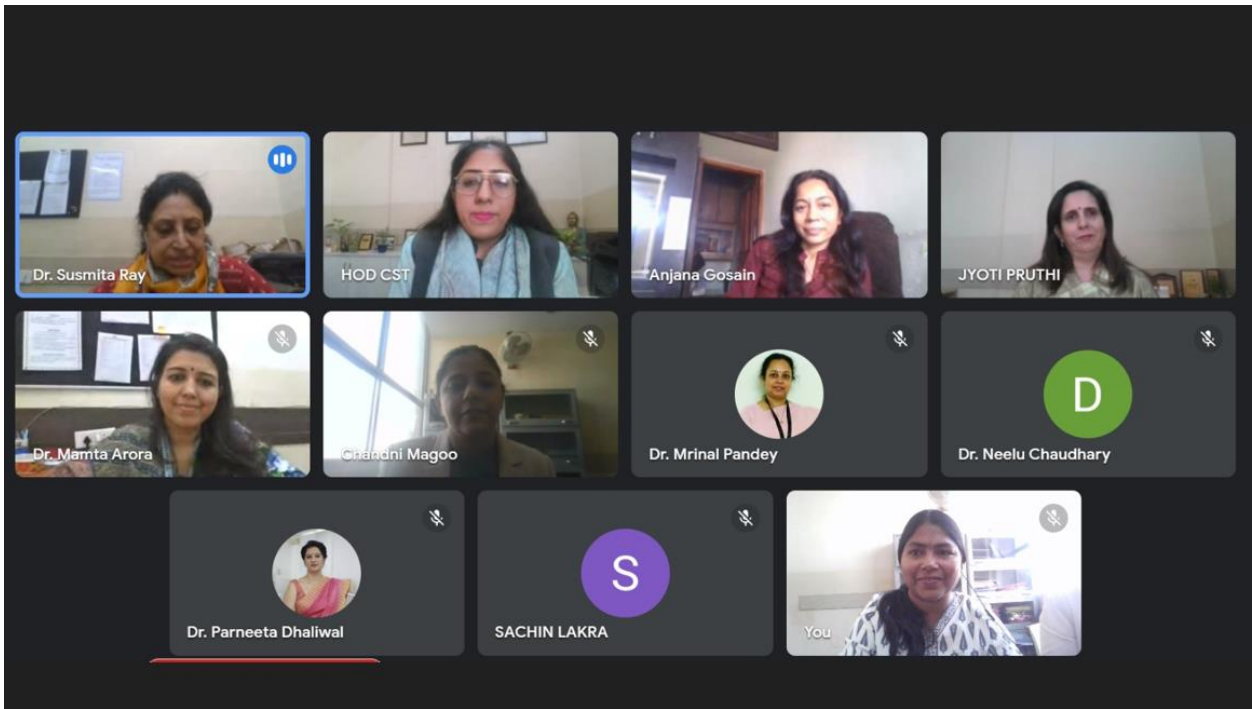 Dr. Susmita Ray
HOD CST
Anjana Gosain
JYOTI PRUTHI
Dr. Mamta Arora
Chandni Magoo
Dr. Mrinal Pandey
D
Dr. Neelu Chaudhary
Dr. Parneeta Dhaliwal
S
SACHIN LAKRA
You